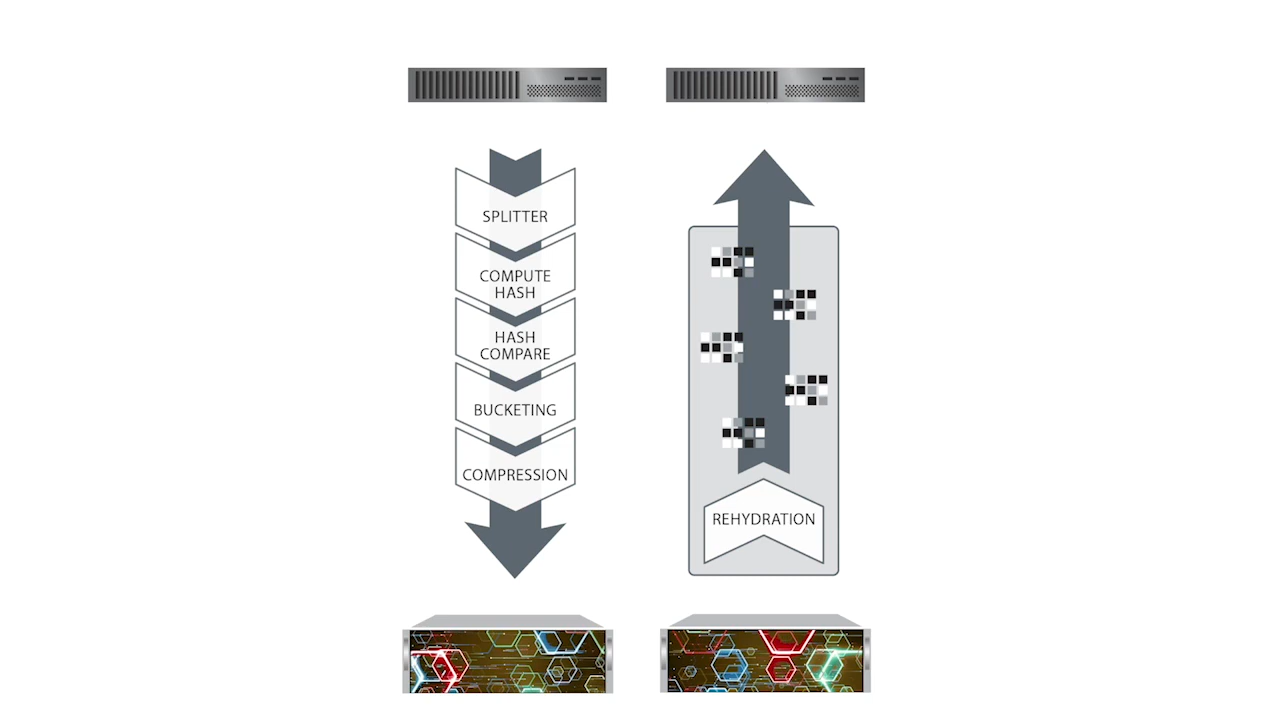 SPLITTER
COMPUTE
HASH
HASH
COMPARE
BUCKETING
COMPRESSION
REHYDRATION